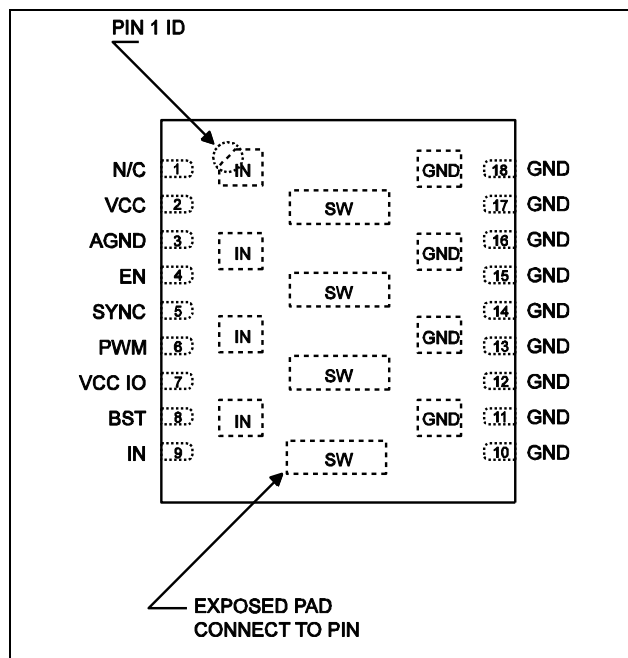 PIN 1 ID
N/C 1 IN GND 18 GND
VCC 2 SW 17 GND
AGND 3 IN GND 16 GND
EN 4 SW 15 GND
SYNC 5 14 GND
PWM 6 IN GND 13 GND
VCC IO 7 SW 12 GND
BST 8 IN GND 11 GND
IN 9 SW 10 GND
EXPOSED PAD
CONNECT TO PIN